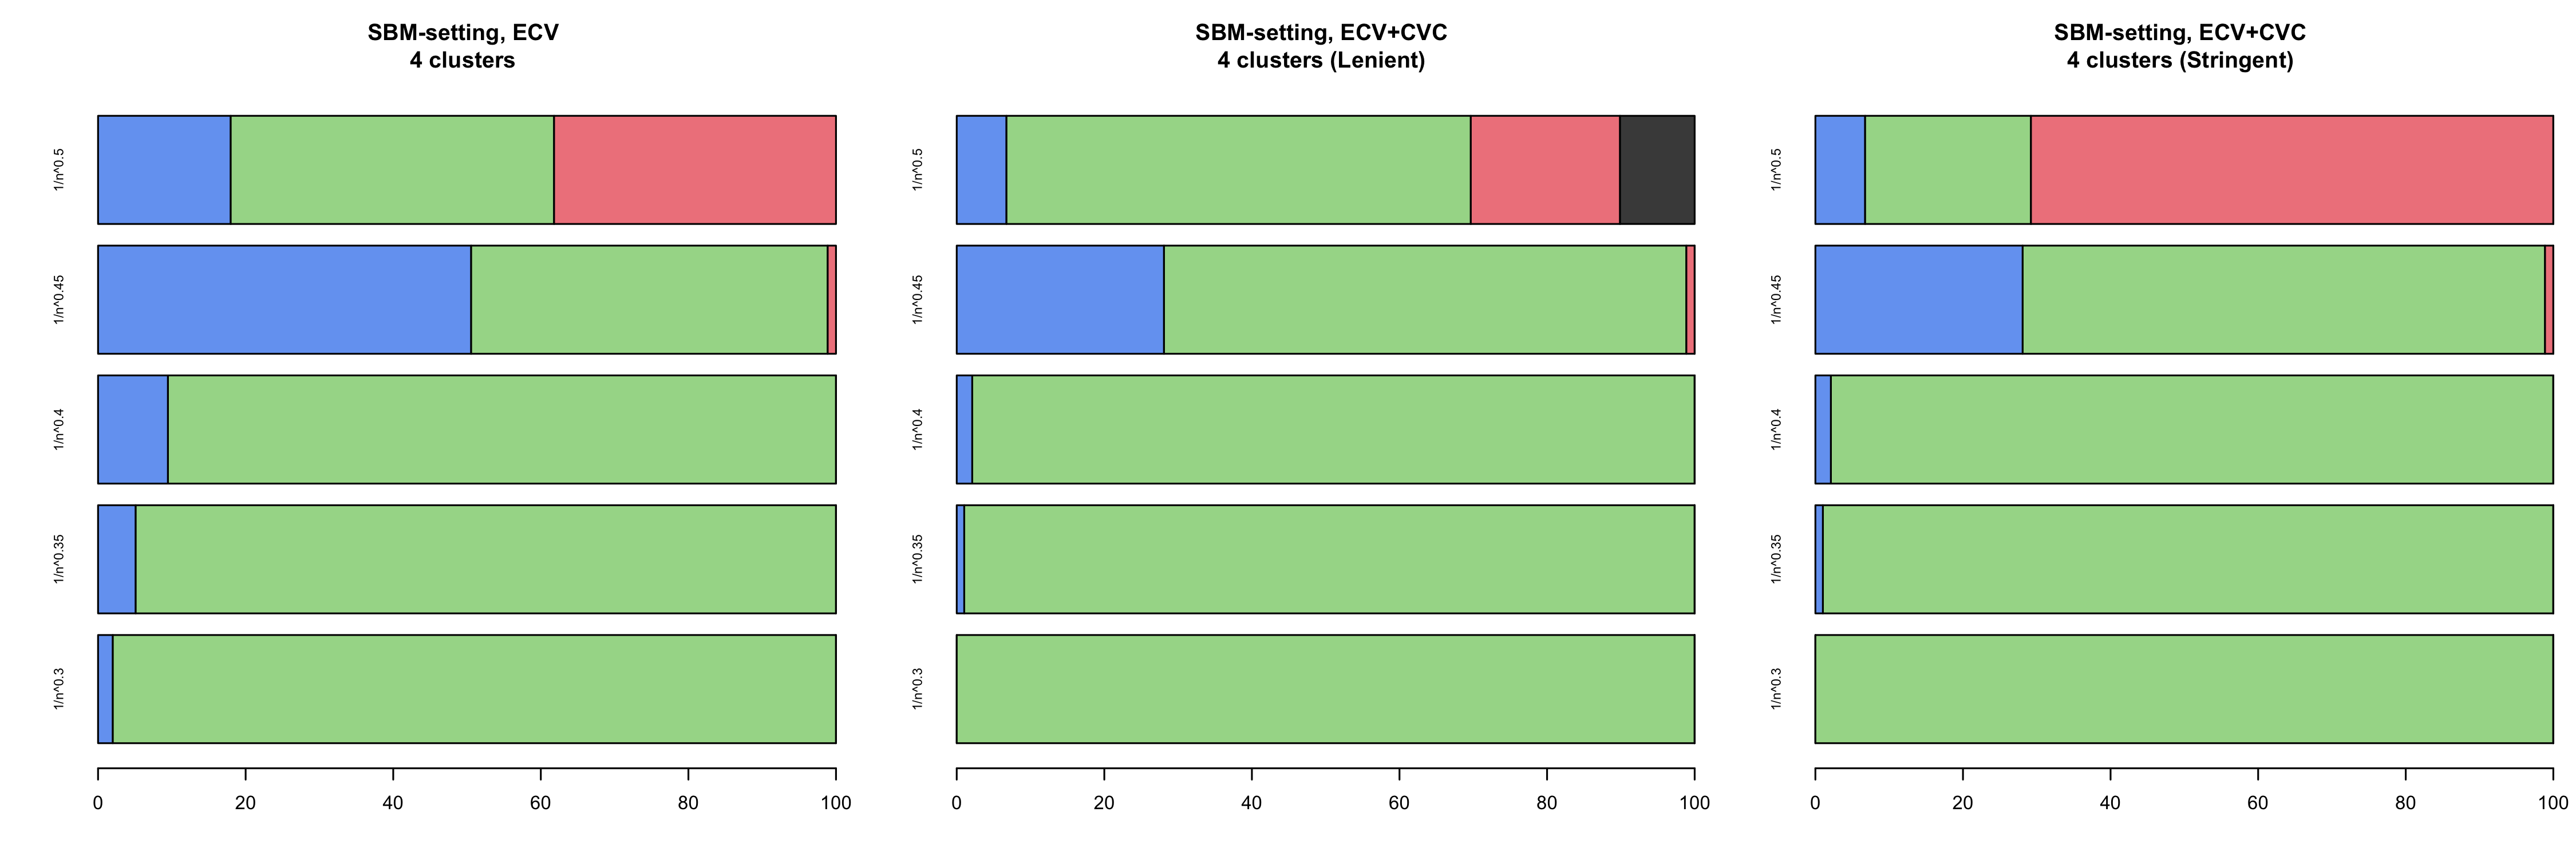 SBM-setting, ECV
4 clusters
1/n^0.5
1/n^0.45
1/n^0.4
1/n^0.35
1/n^0.3
0 20 40 60 80 100
SBM-setting, ECV+CVC
4 clusters (Lenient)
1/n^0.5
1/n^0.45
1/n^0.4
1/n^0.35
1/n^0.3
0 20 40 60 80 100
SBM-setting, ECV+CVC
4 clusters (Stringent)
1/n^0.5
1/n^0.45
1/n^0.4
1/n^0.35
1/n^0.3
0 20 40 60 80 100